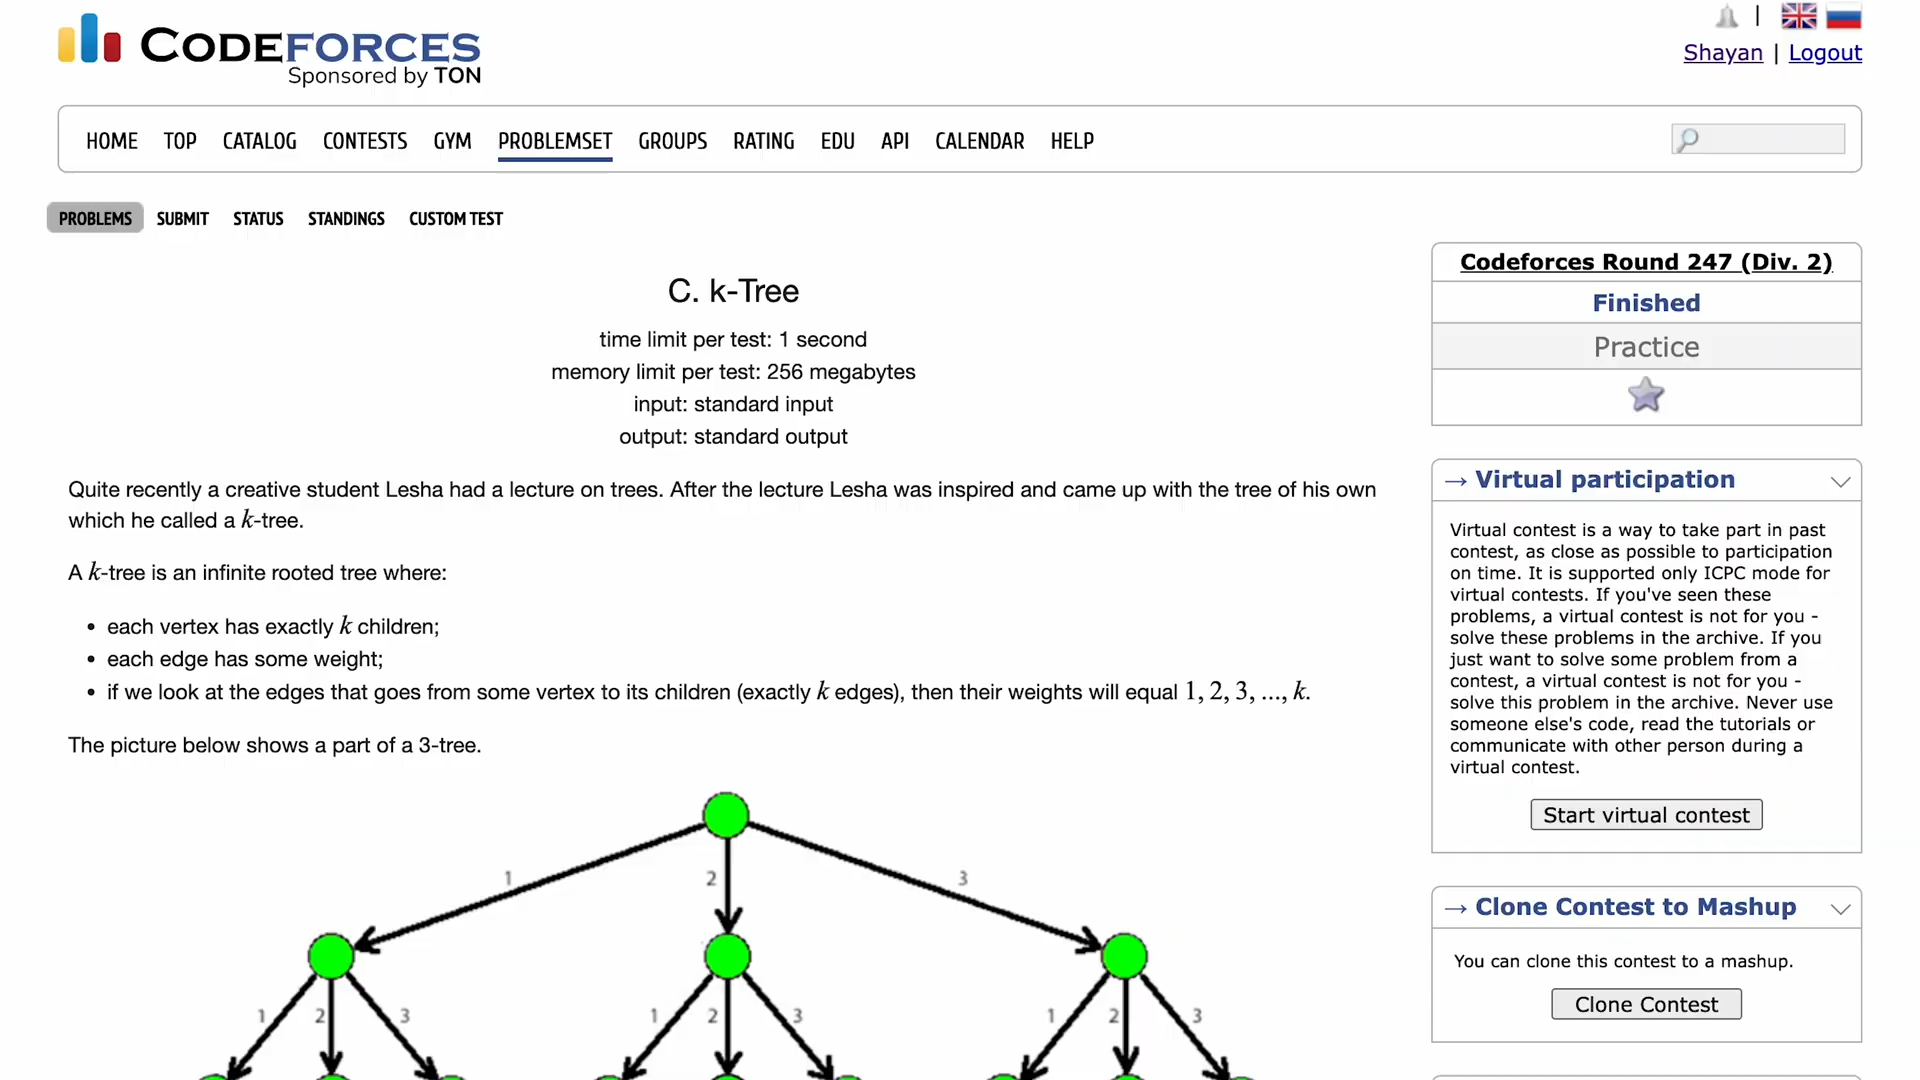 CODEFORCES
Sponsored by TON
|
Shayan | Logout
HOME TOP CATALOG CONTESTS GYM PROBLEMSET GROUPS RATING EDU API CALENDAR HELP
PROBLEMS SUBMIT STATUS STANDINGS CUSTOM TEST
C. k-Tree
time limit per test: 1 second
memory limit per test: 256 megabytes
input: standard input
output: standard output
Quite recently a creative student Lesha had a lecture on trees. After the lecture Lesha was inspired and came up with the tree of his own
which he called a k-tree.
A k-tree is an infinite rooted tree where:
• each vertex has exactly k children;
• each edge has some weight;
• if we look at the edges that goes from some vertex to its children (exactly k edges), then their weights will equal 1, 2, 3, ..., k.
The picture below shows a part of a 3-tree.
1 2 3
1 2 3 1 2 3 1 2 3
Codeforces Round 247 (Div. 2)
Finished
Practice
→ Virtual participation
Virtual contest is a way to take part in past
contest, as close as possible to participation
on time. It is supported only ICPC mode for
virtual contests. If you've seen these
problems, a virtual contest is not for you -
solve these problems in the archive. If you
just want to solve some problem from a
contest, a virtual contest is not for you -
solve this problem in the archive. Never use
someone else's code, read the tutorials or
communicate with other person during a
virtual contest.
Start virtual contest
→ Clone Contest to Mashup
You can clone this contest to a mashup.
Clone Contest